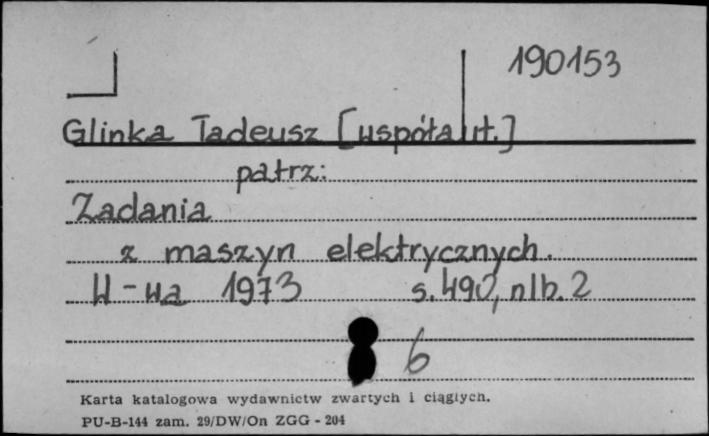 190153
Glinka Tadeusz [współaut.]
patrz:
Zadania
z maszyn elektrycznych.
W-wa 1973 s. 490, nlb. 2
6
Karta katalogowa wydawnictw zwartych i ciągłych.
PU-B-144 zam. 29/DW/On ZGG - 204